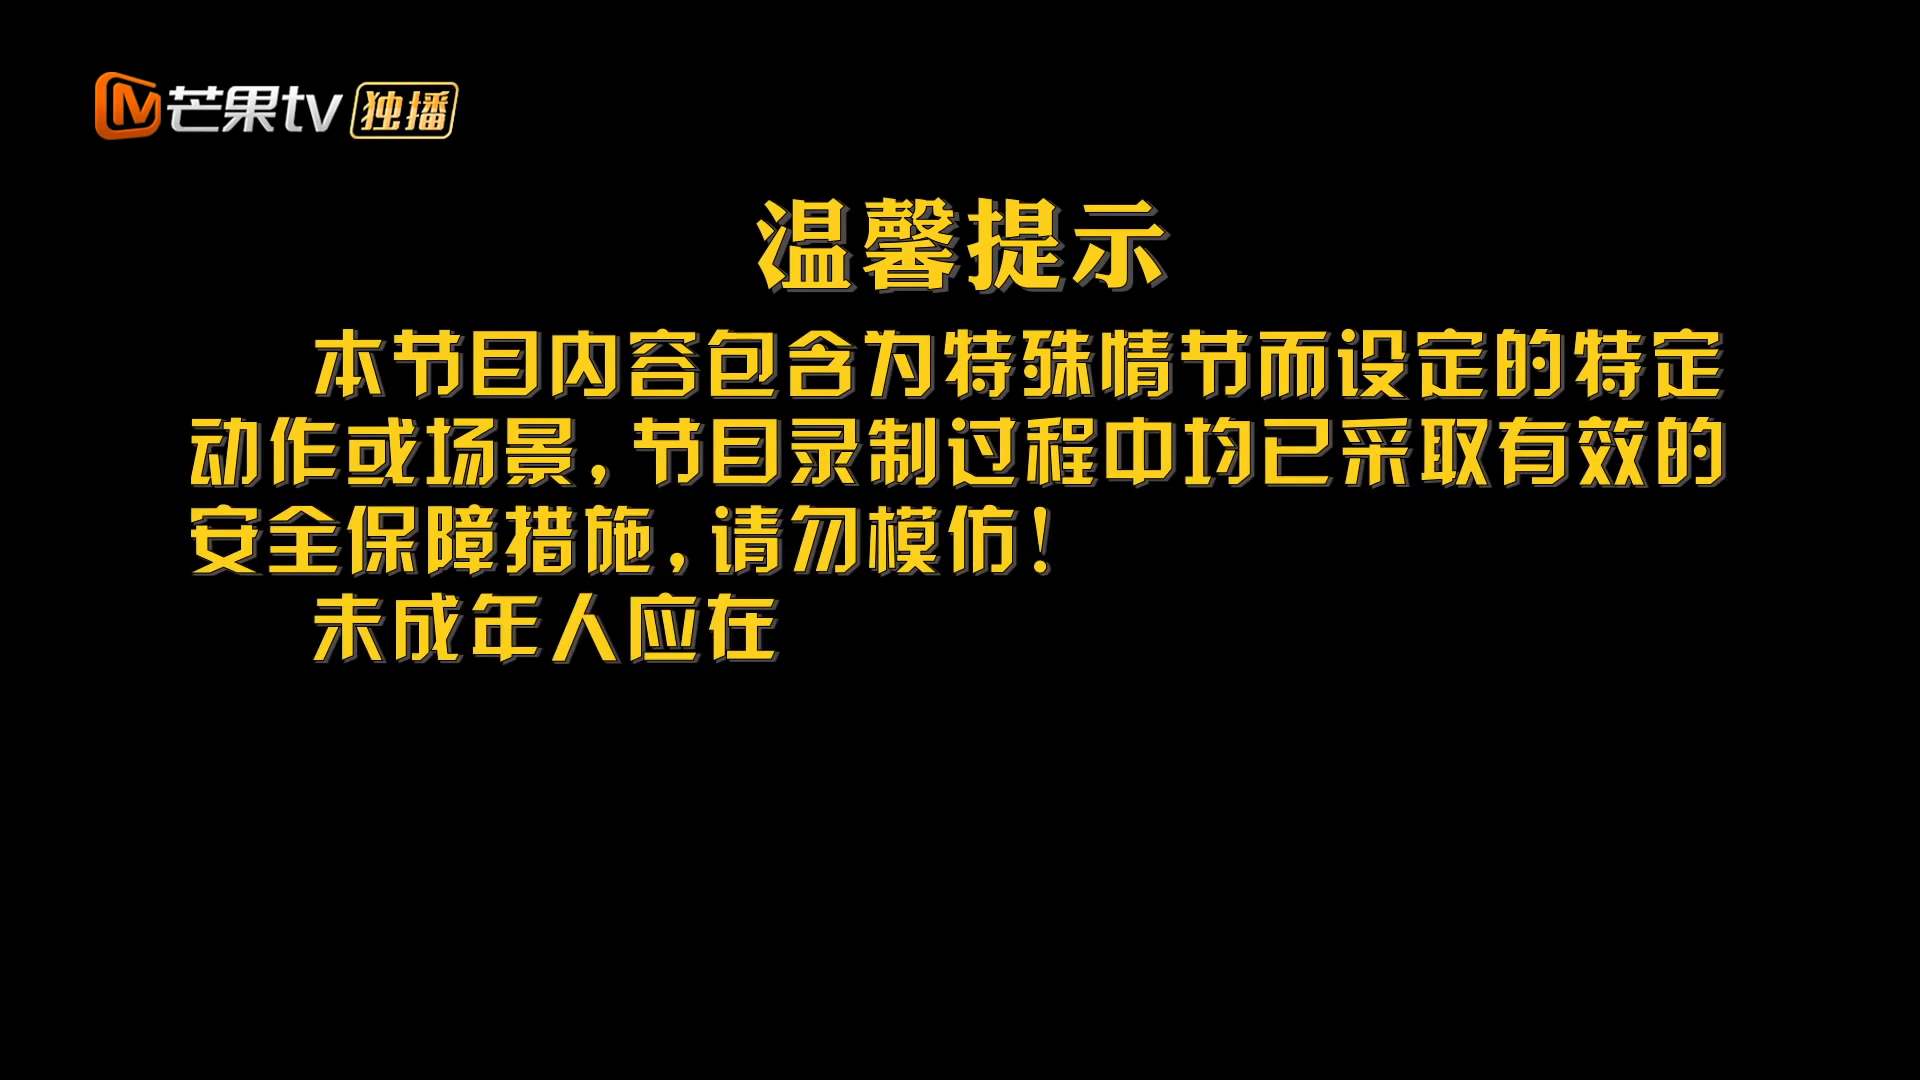 芒果tv 独播
温馨提示
本节目内容包含为特殊情节而设定的特定
动作或场景,节目录制过程中均已采取有效的
安全保障措施,请勿模仿!
未成年人应在